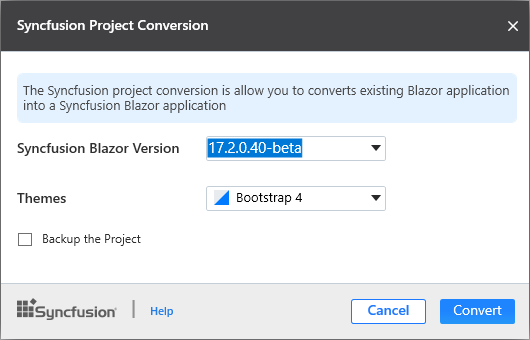 Syncfusion Project Conversion
The Syncfusion project conversion is allow you to converts existing Blazor application
into a Syncfusion Blazor application
Syncfusion Blazor Version
17.2.0.40-beta
Themes
Bootstrap 4
Backup the Project
Syncfusion
Help
Cancel
Convert